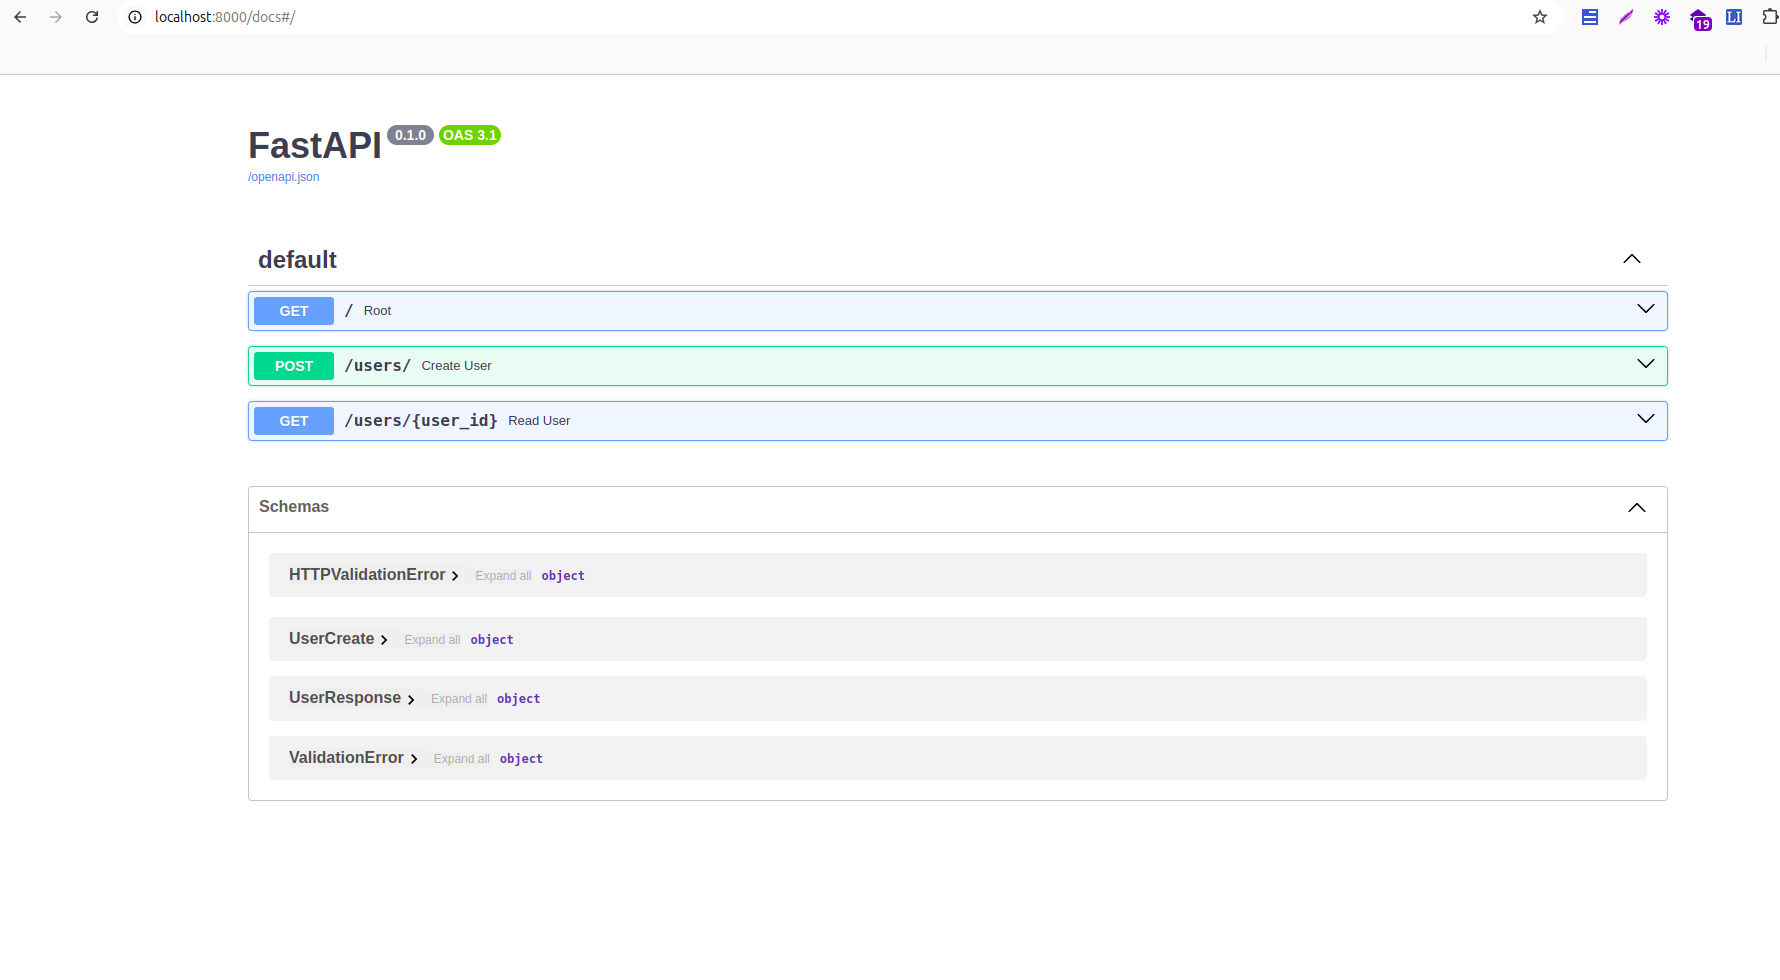 localhost:8000/docs#/
19
LI
FastAPI 0.1.0 OAS 3.1
/openapi.json
default
GET / Root
POST /users/ Create User
GET /users/{user_id} Read User
Schemas
HTTPValidationError Expand all object
UserCreate Expand all object
UserResponse Expand all object
ValidationError Expand all object